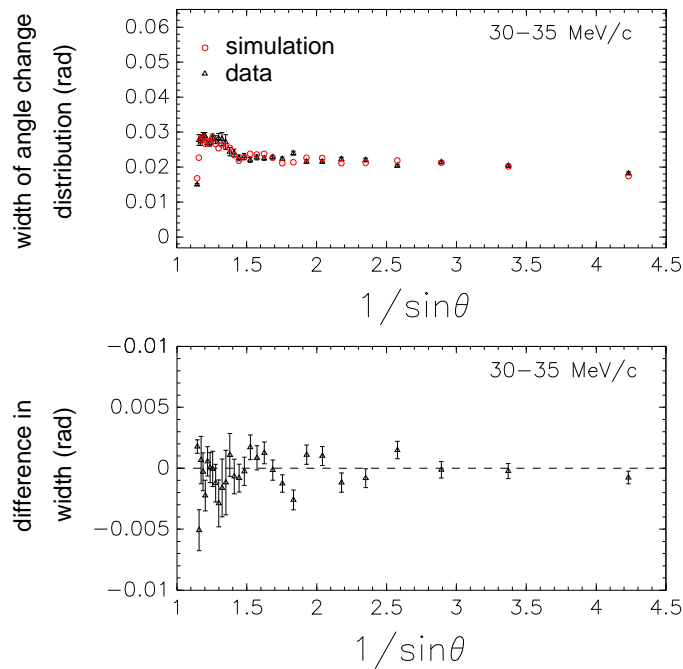 0.06
0.05
0.04
0.03
0.02
0.01
0
30−35 MeV/c
simulation
data
width of angle change
distribution (rad)
1 1.5 2 2.5 3 3.5 4 4.5
1/sinθ
−0.01
0.005
0
−0.005
−0.01
30−35 MeV/c
difference in
width (rad)
1 1.5 2 2.5 3 3.5 4 4.5
1/sinθ